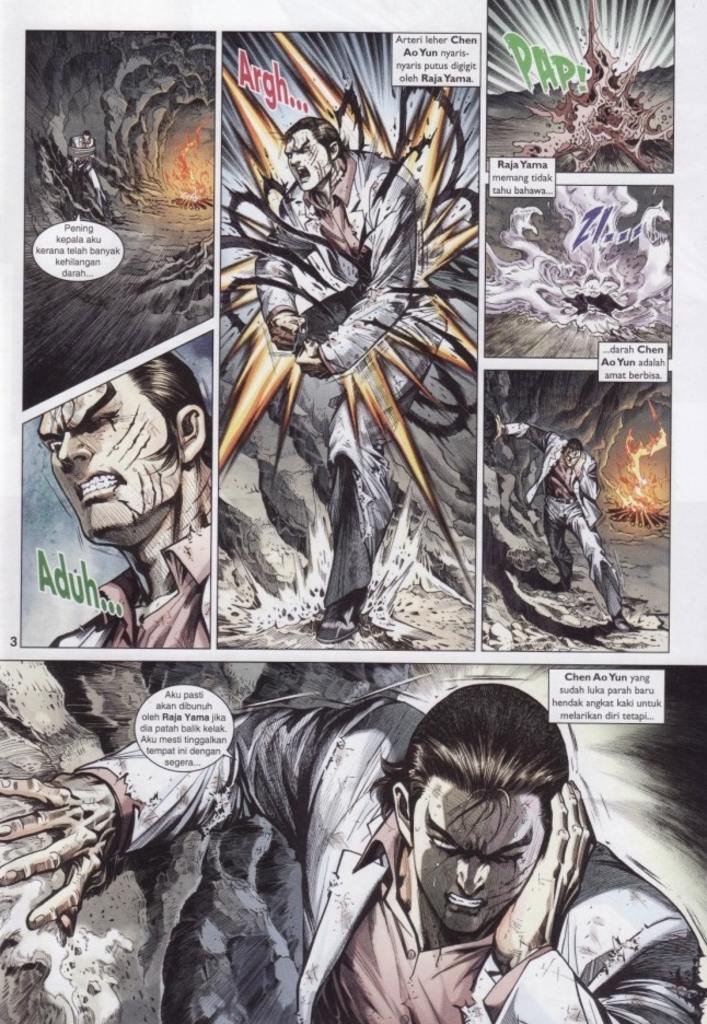 Pening
kepala aku
kerana telah banyak
kehilangan
darah...
Aduh...
Argh...
Arteri leher Chen
Ao Yun nyaris-
nyaris putus digigit
oleh Raja Yama.
PAP!
Raja Yama
memang tidak
tahu bahawa...
ZI...
...darah Chen
Ao Yun adalah
amat berbisa.
3
Aku pasti
akan dibunuh
oleh Raja Yama jika
dia patah balik kelak.
Aku mesti tinggalkan
tempat ini dengan
segera...
Chen Ao Yun yang
sudah luka parah baru
hendak angkat kaki untuk
melarikan diri tetapi...